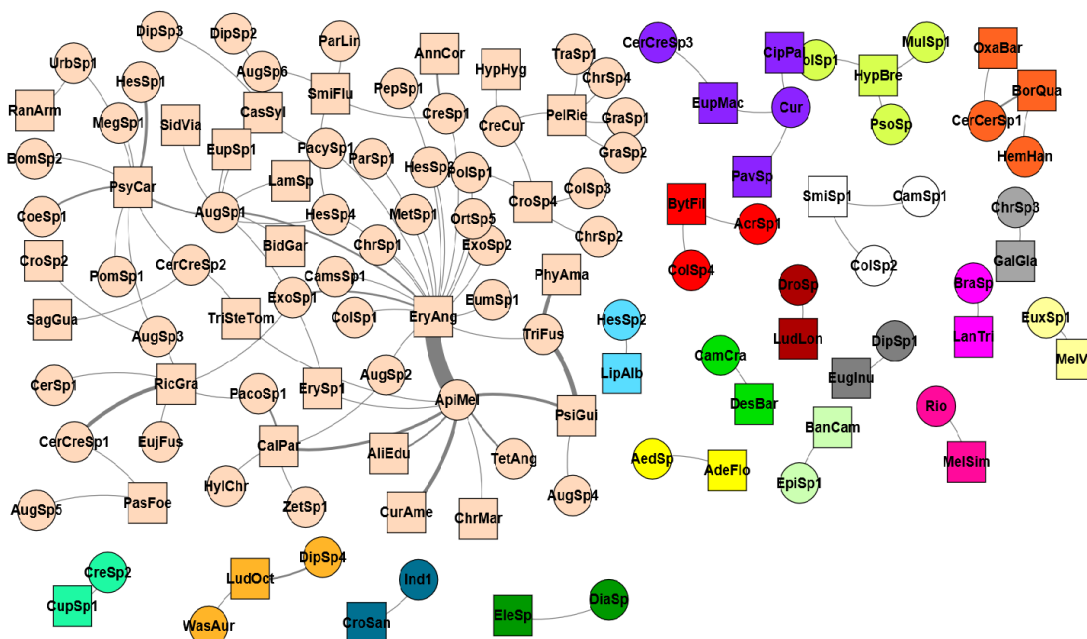 DipSp3
DipSp2
ParLin
UrbSp1
AugSp6
AnnCor
HesSp1
SmiFlu
PepSp1
HypHyg
TraSp1
ChrSp4
RanArm
MegSp1
SidVia
CasSyl
CreSp1
CreCur
PelRie
GraSp1
BomSp2
EupSp1
PacySp1
ParSp1
PolSp1
GraSp2
PsyCar
LamSp
CoeSp1
AugSp1
HesSp4
MetSp1
OrtSp5
CroSp4
ColSp3
CroSp2
PomSp1
CerCreSp2
BidGar
ChrSp1
ExoSp2
ChrSp2
SagGua
TriSteTom
ExoSp1
CamsSp1
ColSp1
EryAng
EumSp1
PhyAma
AugSp3
TriFus
CerSp1
RicGra
PacoSp1
ErySp1
AugSp2
ApiMel
PsiGui
CerCreSp1
EujFus
CalPar
AliEdu
TetAng
HylChr
ZetSp1
CurAme
ChrMar
AugSp4
AugSp5
PasFoe
CerCreSp3
CipPa
olSp1
MulSp1
HypBre
EupMac
Cur
PsoSp
PavSp
OxaBar
BorQua
CerCerSp1
HemHan
BytFil
AcrSp1
ColSp4
SmiSp1
CamSp1
ColSp2
ChrSp3
GalGla
DroSp
LudLon
BraSp
LanTri
HesSp2
LipAlb
EuxSp1
MelV
CamCra
DesBar
DipSp1
EugInu
BanCam
EpiSp1
Rio
MelSim
AedSp
AdeFlo
CreSp2
CupSp1
LudOct
DipSp4
WasAur
Ind1
CroSan
EleSp
DiaSp